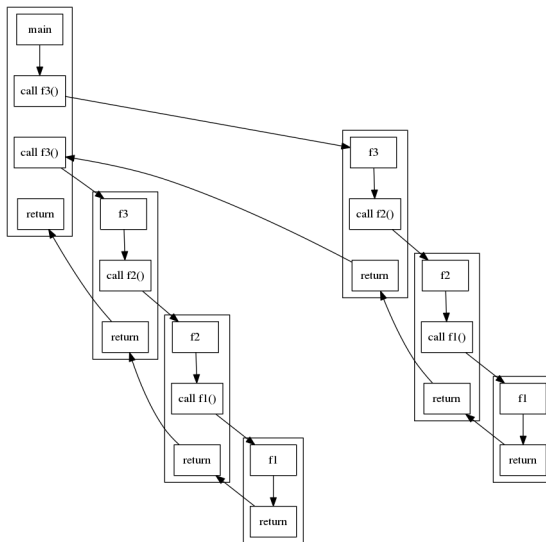 main
call f3()
call f3()
return
f3
call f2()
return
f2
call f1()
return
f1
return
f3
call f2()
return
f2
call f1()
return
f1
return